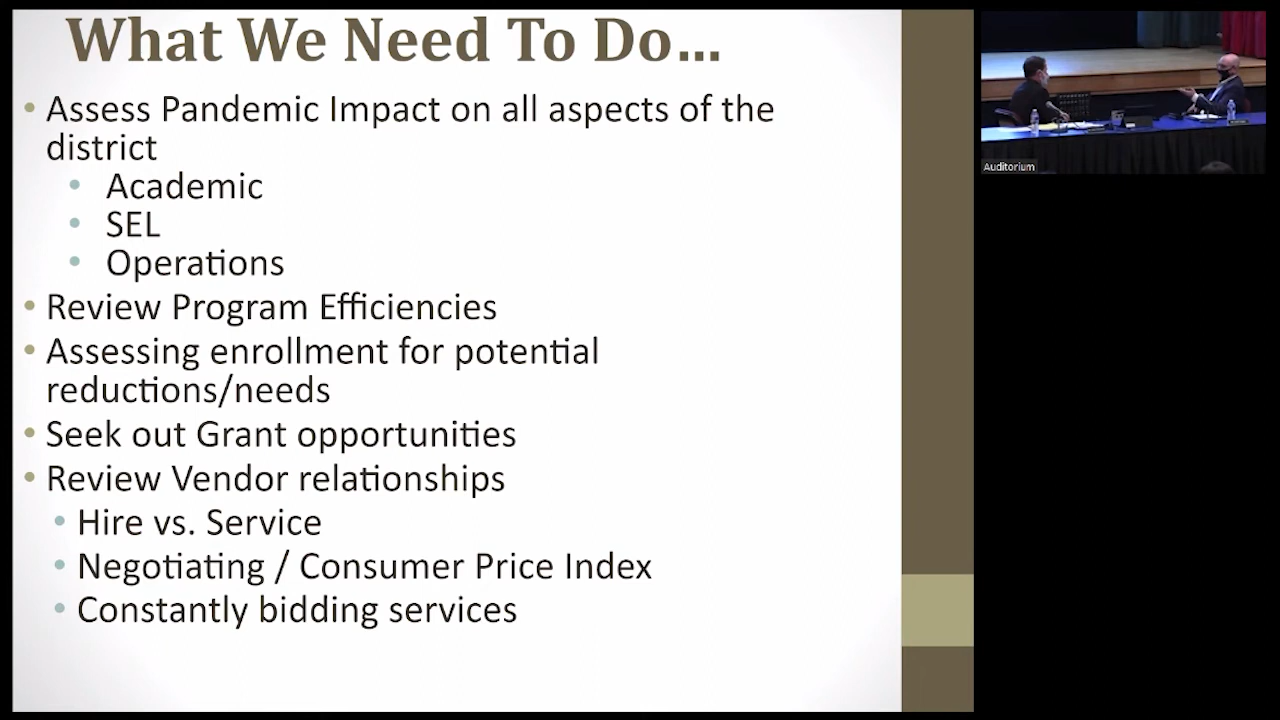 What We Need To Do...
• Assess Pandemic Impact on all aspects of the
district
• Academic
• SEL
• Operations
• Review Program Efficiencies
• Assessing enrollment for potential
reductions/needs
• Seek out Grant opportunities
• Review Vendor relationships
• Hire vs. Service
• Negotiating / Consumer Price Index
• Constantly bidding services
Auditorium